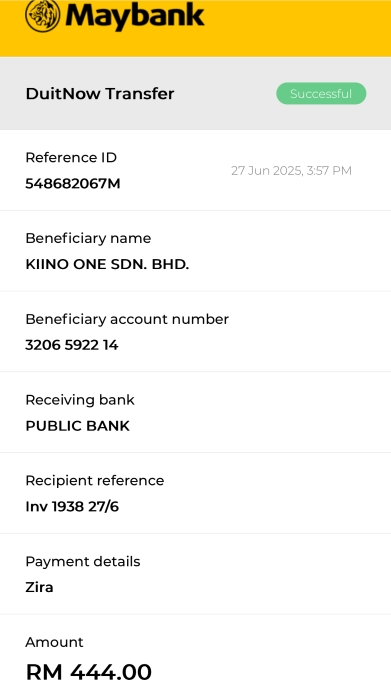 Maybank
DuitNow Transfer
Successful
Reference ID
27 Jun 2025, 3:57 PM
548682067M
Beneficiary name
KIINO ONE SDN. BHD.
Beneficiary account number
3206 5922 14
Receiving bank
PUBLIC BANK
Recipient reference
Inv 1938 27/6
Payment details
Zira
Amount
RM 444.00